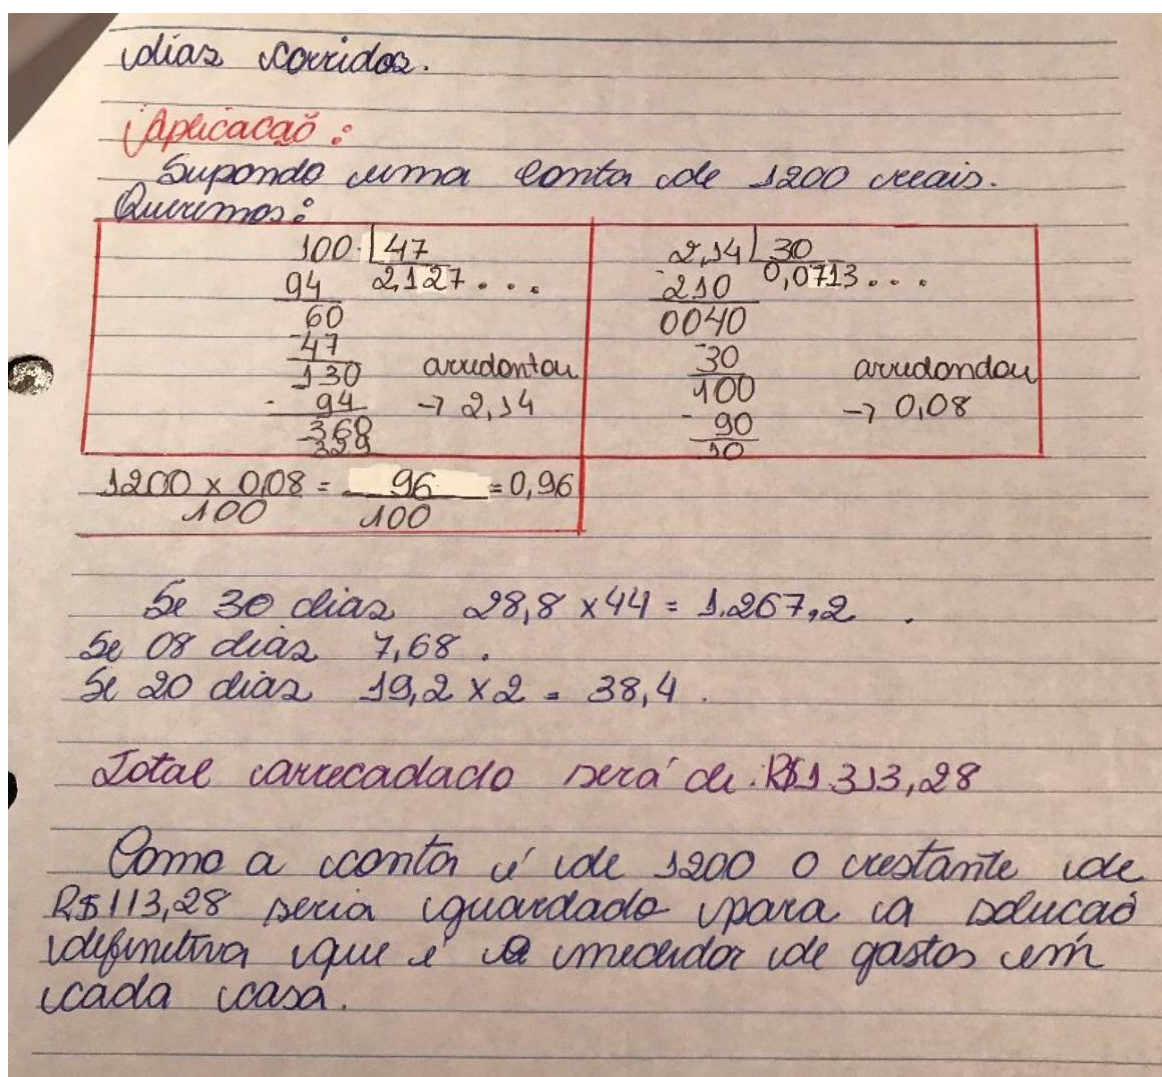 dias corridos.
Aplicacaõ:
Supondo uma conta de 1200 reais.
Queremos:
100 47
94 2,127...
60
-47
130 arredontou
- 94 → 2,14
368
329
2,14 30
-210 0,0713...
0040
-30
100 arredondou
- 90 → 0,08
10
1200 x 0,08 = 96 = 0,96
100 100
Se 30 dias 28,8 x 44 = 1.267,2.
Se 08 dias 7,68.
Se 20 dias 19,2 x 2 = 38,4.
Total arrecadado será de R$1.313,28
Como a conta é de 1200 o restante de
R$113,28 seria guardado para a solucaõ
definitiva que é o medidor de gastos em
cada casa.